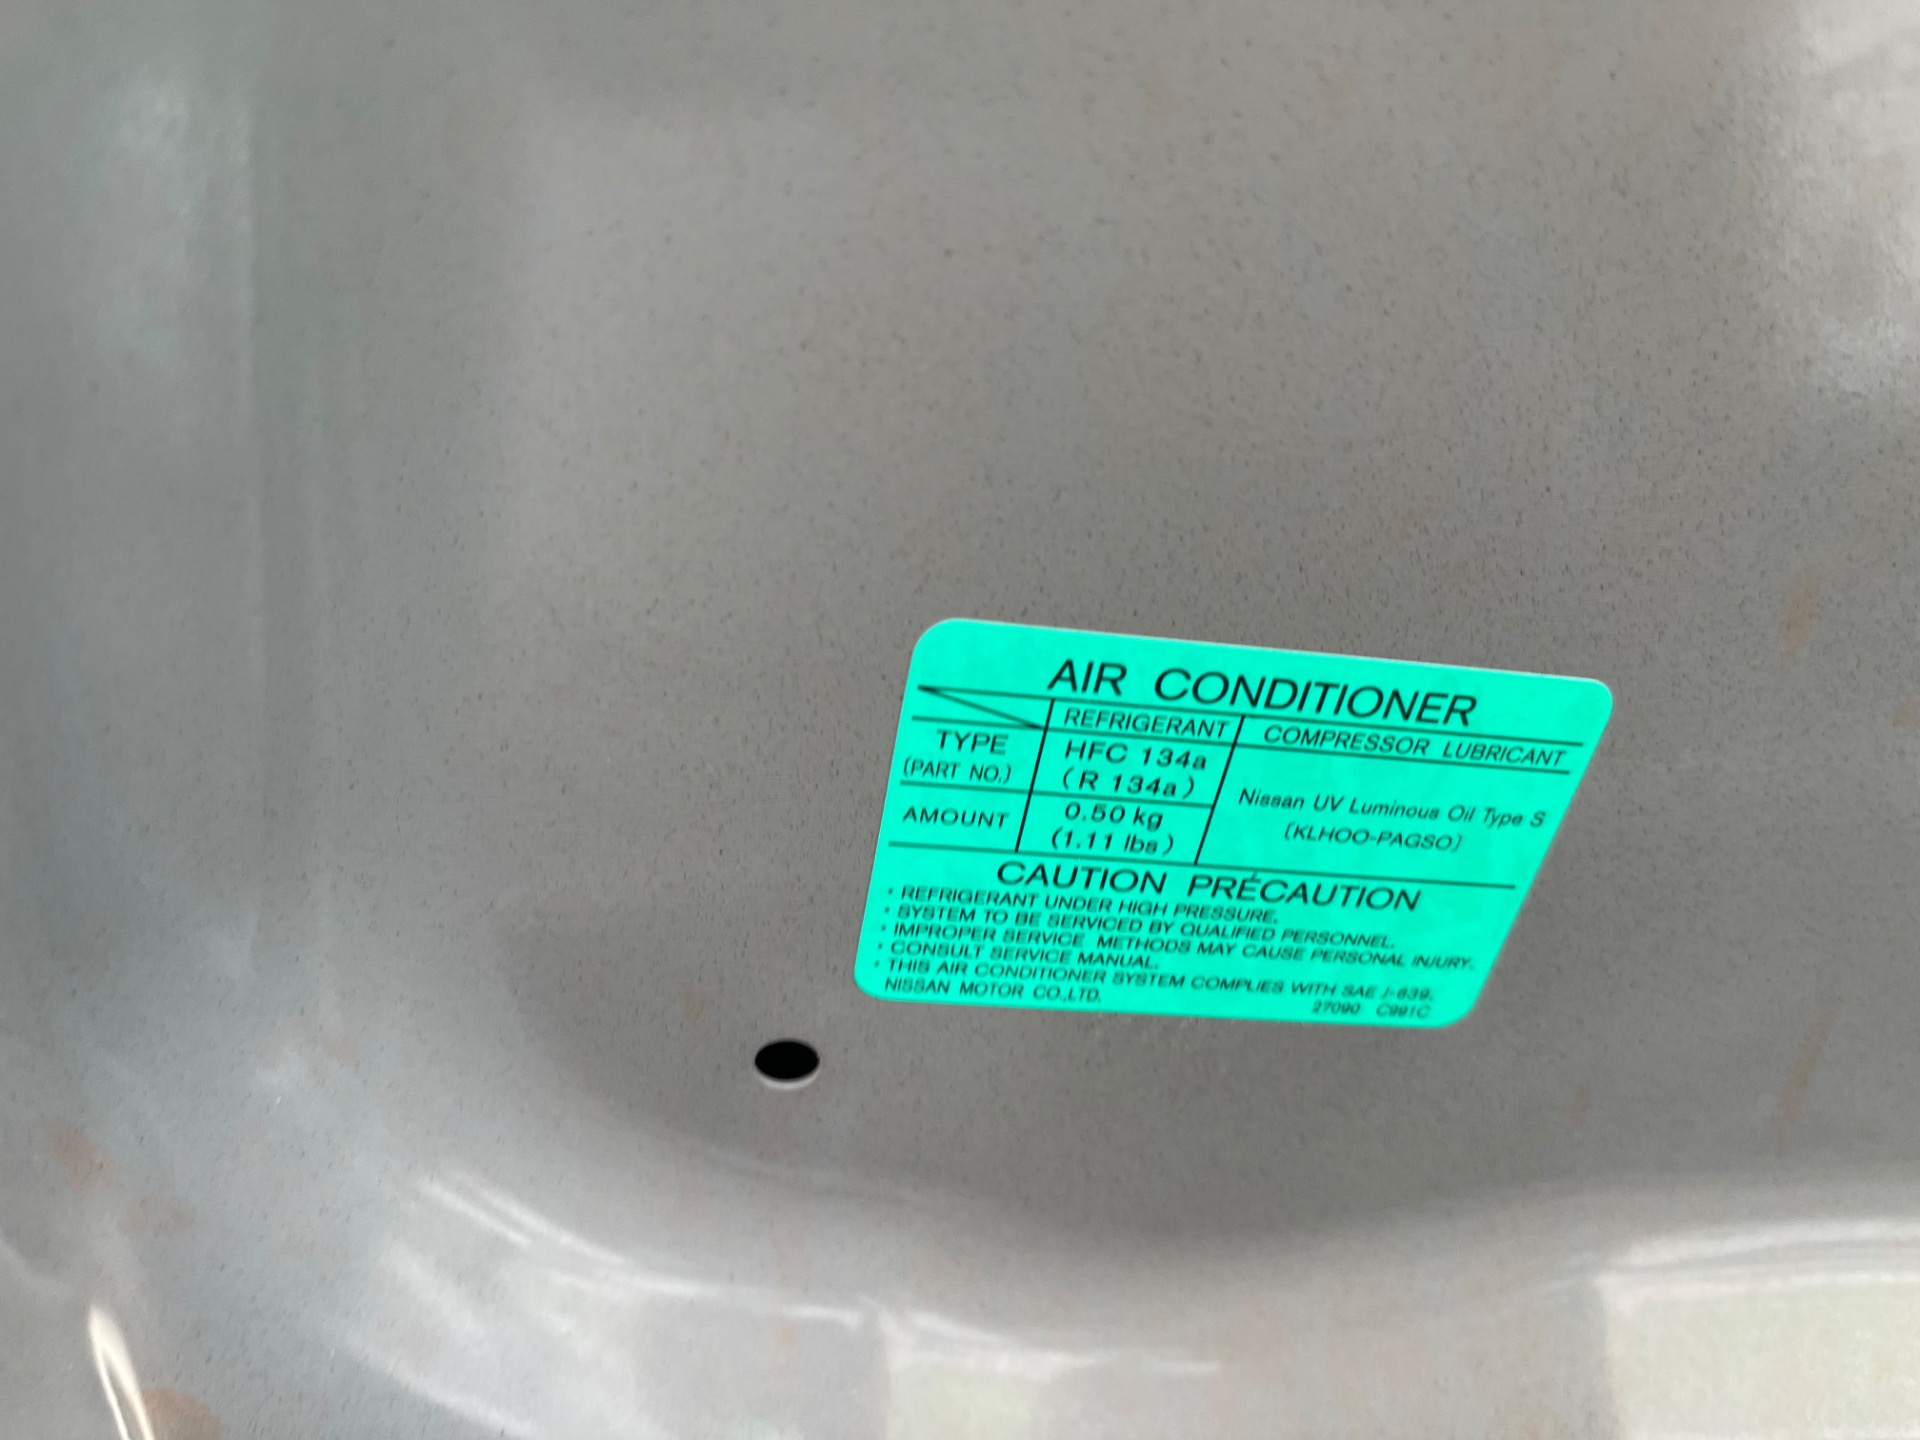 AIR CONDITIONER
REFRIGERANT COMPRESSOR LUBRICANT
TYPE
(PART NO.)
HFC 134a
(R 134a)
Nissan UV Luminous Oil Type S
(KLHOO-PAGSO)
AMOUNT
0.50 kg
(1.11 lbs)
CAUTION PRÉCAUTION
· REFRIGERANT UNDER HIGH PRESSURE.
· SYSTEM TO BE SERVICED BY QUALIFIED PERSONNEL.
· IMPROPER SERVICE METHODS MAY CAUSE PERSONAL INJURY.
· CONSULT SERVICE MANUAL.
· THIS AIR CONDITIONER SYSTEM COMPLIES WITH SAE J-639.
NISSAN MOTOR CO.,LTD. 27090 C991C